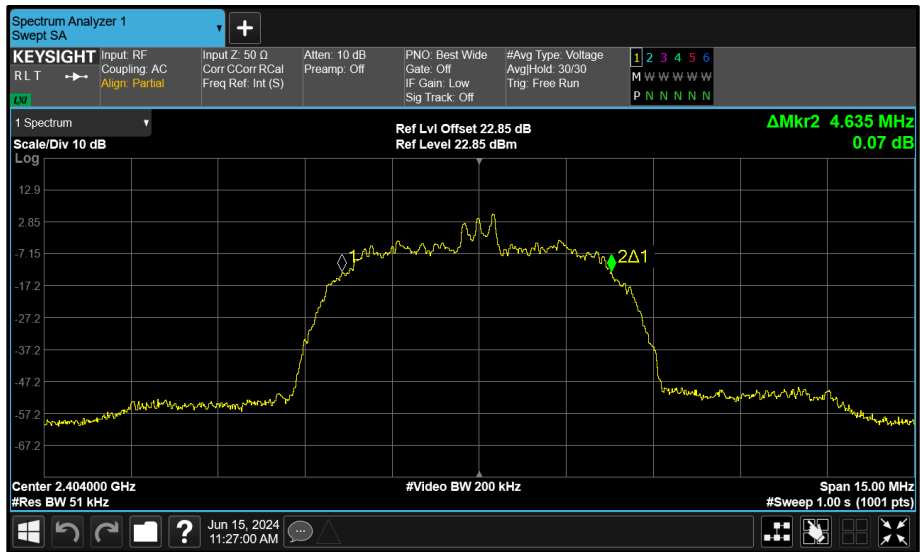 Spectrum Analyzer 1
Swept SA
KEYSIGHT
R L T
LXI
Input: RF
Coupling: AC
Align: Partial
Input Z: 50 Ω
Corr CCorr RCal
Freq Ref: Int (S)
Atten: 10 dB
Preamp: Off
PNO: Best Wide
Gate: Off
IF Gain: Low
Sig Track: Off
#Avg Type: Voltage
Avg|Hold: 30/30
Trig: Free Run
1 2 3 4 5 6
M W W W W W
P N N N N N
1 Spectrum
Scale/Div 10 dB
Log
Ref Lvl Offset 22.85 dB
Ref Level 22.85 dBm
ΔMkr2 4.635 MHz
0.07 dB
12.9
2.85
-7.15
-17.2
-27.2
-37.2
-47.2
-57.2
-67.2
1
2Δ1
Center 2.404000 GHz
#Res BW 51 kHz
#Video BW 200 kHz
Span 15.00 MHz
#Sweep 1.00 s (1001 pts)
?
Jun 15, 2024
11:27:00 AM